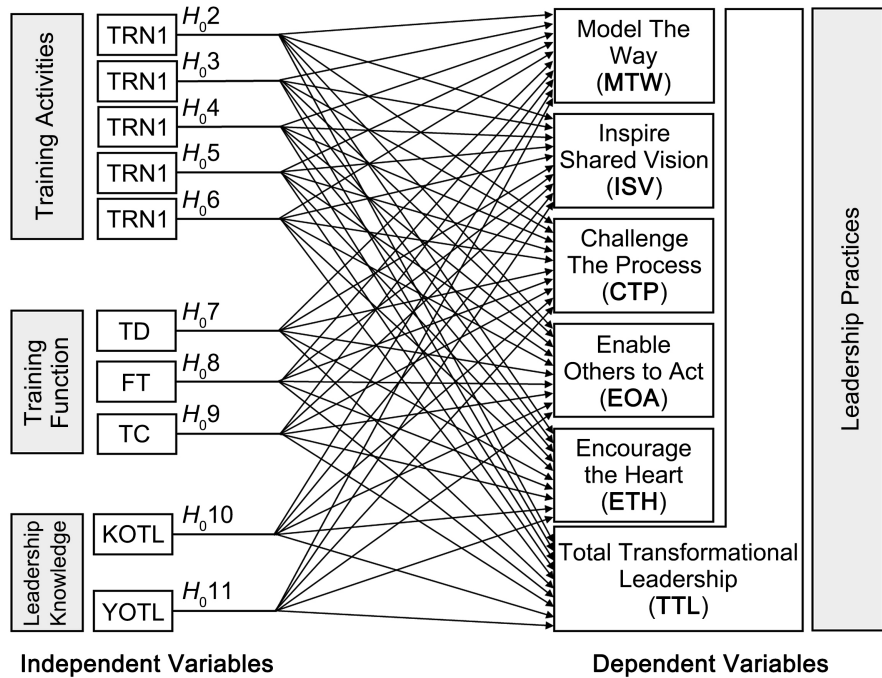 Training Activities
TRN1
H₀2
TRN1
H₀3
TRN1
H₀4
TRN1
H₀5
TRN1
H₀6
Training
Function
TD
H₀7
FT
H₀8
TC
H₀9
Leadership
Knowledge
KOTL
H₀10
YOTL
H₀11
Independent Variables
Model The
Way
(MTW)
Inspire
Shared Vision
(ISV)
Challenge
The Process
(CTP)
Enable
Others to Act
(EOA)
Encourage
the Heart
(ETH)
Total Transformational
Leadership
(TTL)
Leadership Practices
Dependent Variables